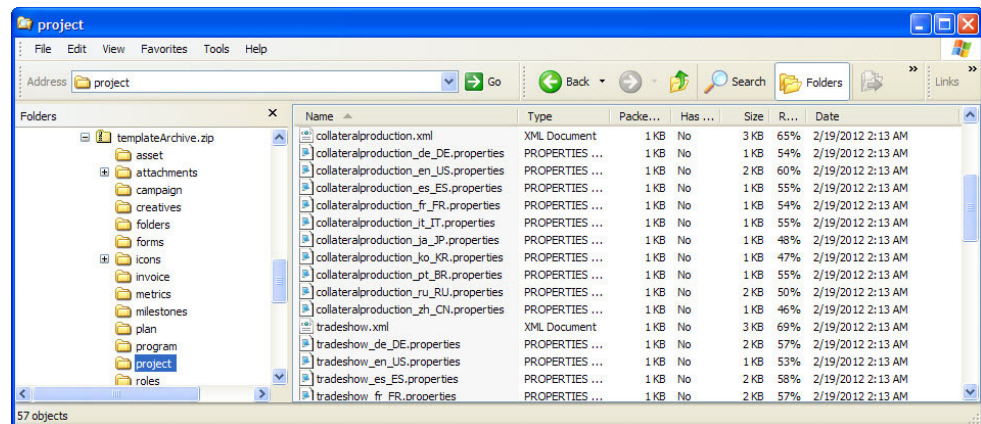 project
File Edit View Favorites Tools Help
Address project Go Back Search Folders » Links »
Folders × Name Type Packe... Has ... Size R... Date
templateArchive.zip collateralproduction.xml XML Document 1 KB No 3 KB 65% 2/19/2012 2:13 AM
asset collateralproduction_de_DE.properties PROPERTIES ... 1 KB No 1 KB 54% 2/19/2012 2:13 AM
attachments collateralproduction_en_US.properties PROPERTIES ... 1 KB No 2 KB 60% 2/19/2012 2:13 AM
campaign collateralproduction_es_ES.properties PROPERTIES ... 1 KB No 1 KB 55% 2/19/2012 2:13 AM
creatives collateralproduction_fr_FR.properties PROPERTIES ... 1 KB No 1 KB 54% 2/19/2012 2:13 AM
folders collateralproduction_it_IT.properties PROPERTIES ... 1 KB No 1 KB 55% 2/19/2012 2:13 AM
forms collateralproduction_ja_JP.properties PROPERTIES ... 1 KB No 1 KB 48% 2/19/2012 2:13 AM
icons collateralproduction_ko_KR.properties PROPERTIES ... 1 KB No 1 KB 47% 2/19/2012 2:13 AM
invoice collateralproduction_pt_BR.properties PROPERTIES ... 1 KB No 1 KB 55% 2/19/2012 2:13 AM
metrics collateralproduction_ru_RU.properties PROPERTIES ... 1 KB No 2 KB 50% 2/19/2012 2:13 AM
milestones collateralproduction_zh_CN.properties PROPERTIES ... 1 KB No 1 KB 46% 2/19/2012 2:13 AM
plan tradeshow.xml XML Document 1 KB No 3 KB 69% 2/19/2012 2:13 AM
program tradeshow_de_DE.properties PROPERTIES ... 1 KB No 2 KB 57% 2/19/2012 2:13 AM
project tradeshow_en_US.properties PROPERTIES ... 1 KB No 1 KB 53% 2/19/2012 2:13 AM
roles tradeshow_es_ES.properties PROPERTIES ... 1 KB No 2 KB 58% 2/19/2012 2:13 AM
tradeshow_fr_FR.properties PROPERTIES ... 1 KB No 2 KB 57% 2/19/2012 2:13 AM
57 objects